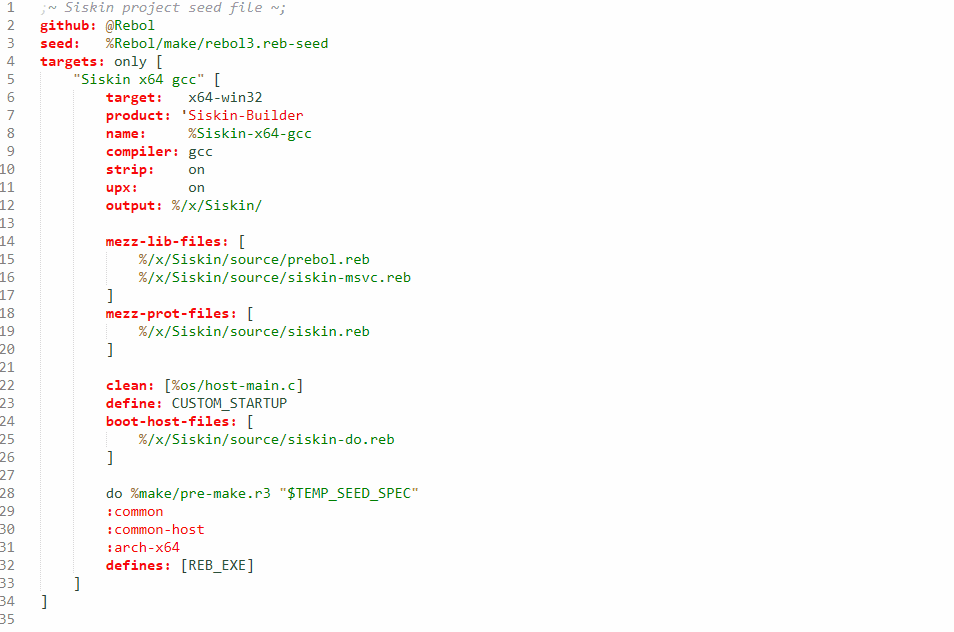 1 ;~ Siskin project seed file ~;
2 github: @Rebol
3 seed:   %Rebol/make/rebol3.reb-seed
4 targets: only [
5     "Siskin x64 gcc" [
6         target:   x64-win32
7         product: 'Siskin-Builder
8         name:     %Siskin-x64-gcc
9         compiler: gcc
10         strip:    on
11         upx:      on
12         output: %/x/Siskin/
13
14         mezz-lib-files: [
15             %/x/Siskin/source/prebol.reb
16             %/x/Siskin/source/siskin-msvc.reb
17         ]
18         mezz-prot-files: [
19             %/x/Siskin/source/siskin.reb
20         ]
21
22         clean: [%os/host-main.c]
23         define: CUSTOM_STARTUP
24         boot-host-files: [
25             %/x/Siskin/source/siskin-do.reb
26         ]
27
28         do %make/pre-make.r3 "$TEMP_SEED_SPEC"
29         :common
30         :common-host
31         :arch-x64
32         defines: [REB_EXE]
33     ]
34 ]
35